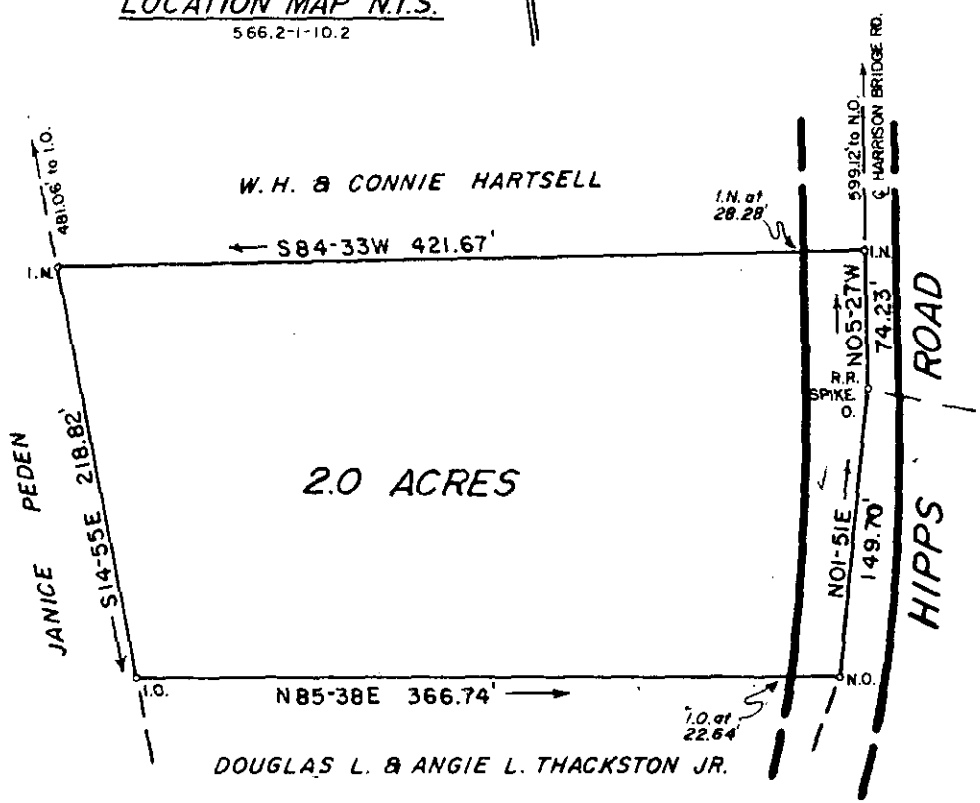 LOCATION MAP N.T.S.
566.2-1-10.2
481.06' to I.O.
W. H. & CONNIE HARTSELL
I.N. at
28.28'
599.12' to N.O.
℄ HARRISON BRIDGE RD.
I.N.
S84-33W 421.67'
I.N.
N05-27W
74.23'
R.R.
SPIKE
O.
HIPPS ROAD
JANICE PEDEN
S14-55E 218.82'
2.0 ACRES
N01-51E
149.70'
I.O.
N85-38E 366.74'
N.O.
I.O. at
22.64'
DOUGLAS L. & ANGIE L. THACKSTON JR.